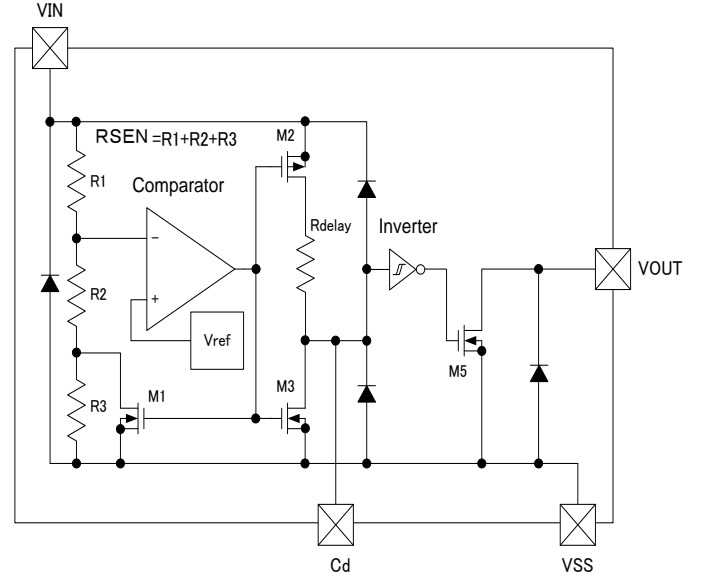 VIN
RSEN =R1+R2+R3
M2
R1
Comparator
Rdelay
Inverter
−
VOUT
R2
+
Vref
M5
M1
M3
R3
Cd
VSS